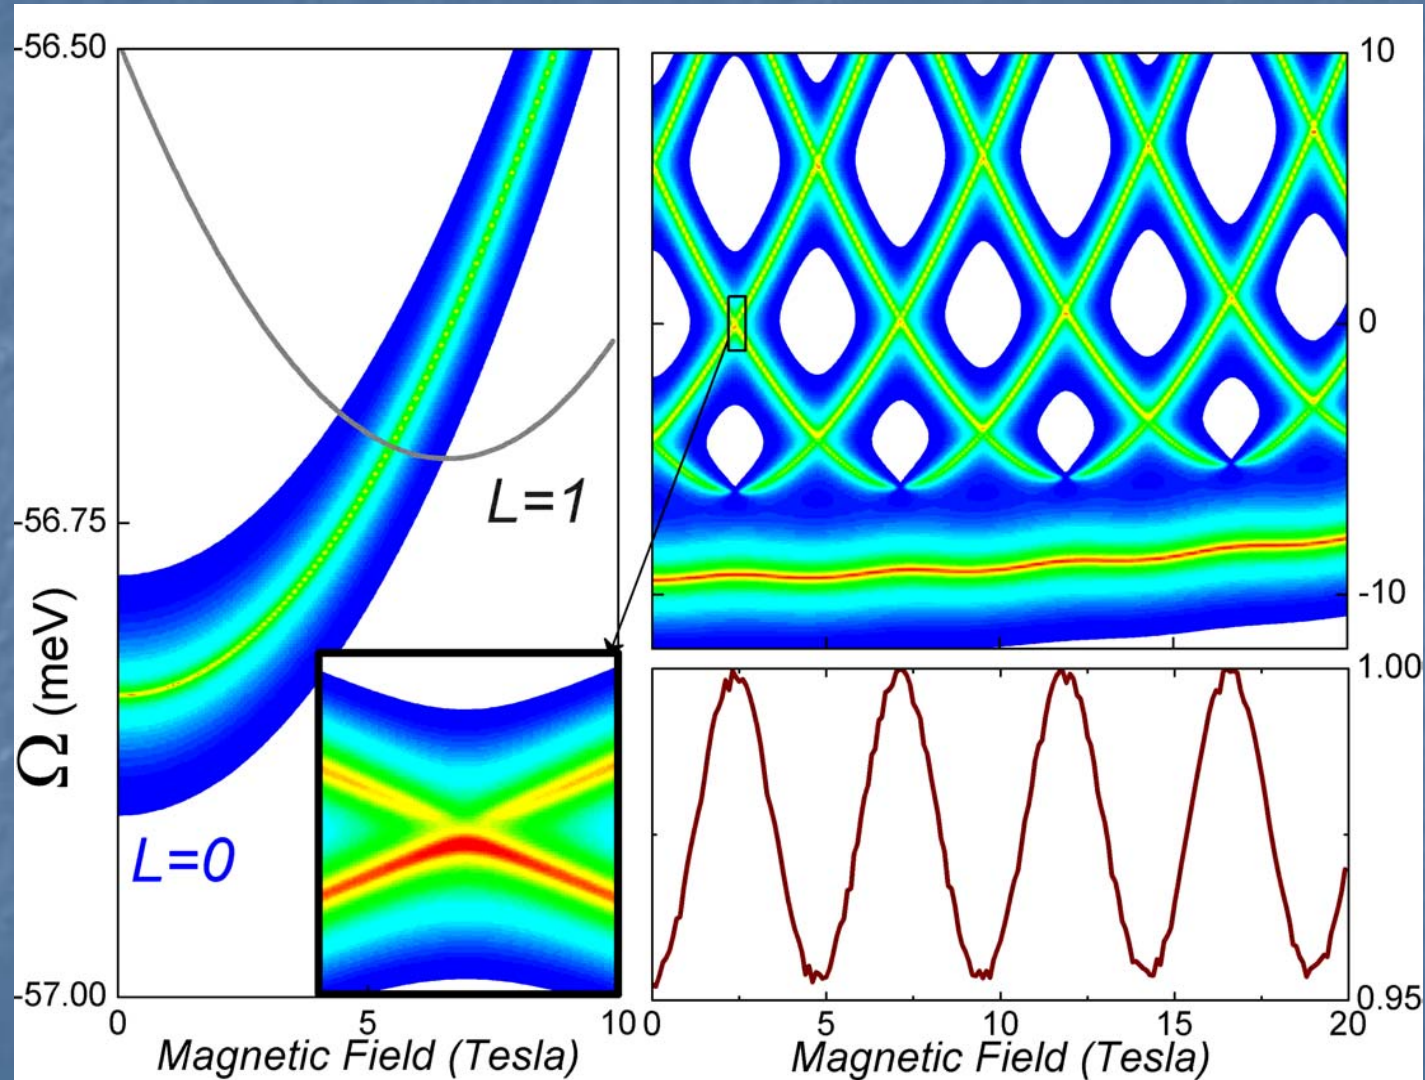 -56.50
-56.75
-57.00
Ω (meV)
L=1
L=0
0 5 10
Magnetic Field (Tesla)
10
0
-10
1.00
0.95
0 5 10 15 20
Magnetic Field (Tesla)